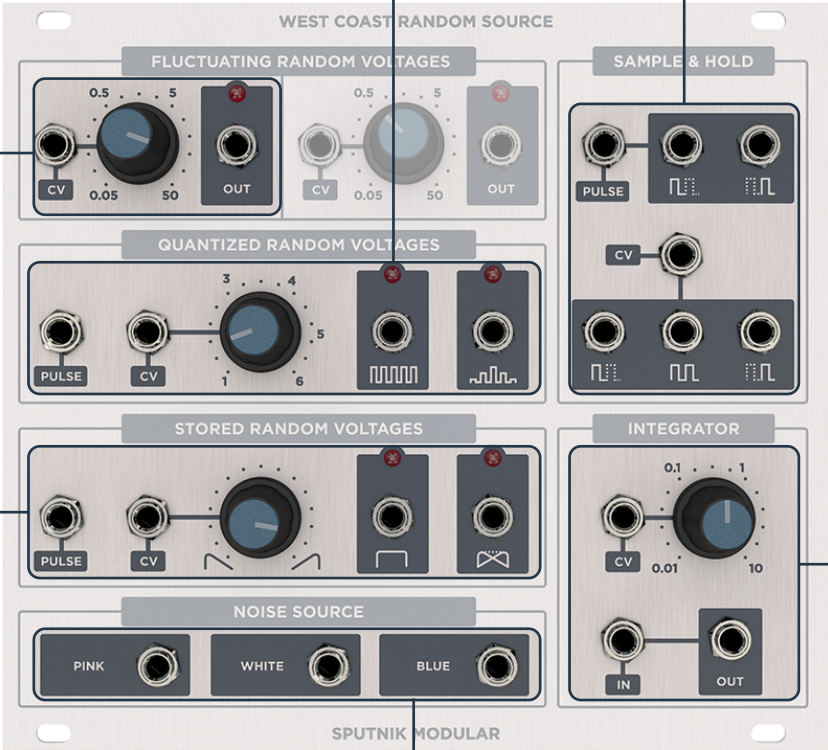 WEST COAST RANDOM SOURCE
FLUCTUATING RANDOM VOLTAGES
0.5 5
CV
0.05 50
OUT
0.5 5
CV
0.05 50
OUT
SAMPLE & HOLD
PULSE
CV
QUANTIZED RANDOM VOLTAGES
3 4
5
PULSE
CV
1 6
STORED RANDOM VOLTAGES
PULSE
CV
INTEGRATOR
0.1 1
CV
0.01 10
IN
OUT
NOISE SOURCE
PINK
WHITE
BLUE
SPUTNIK MODULAR